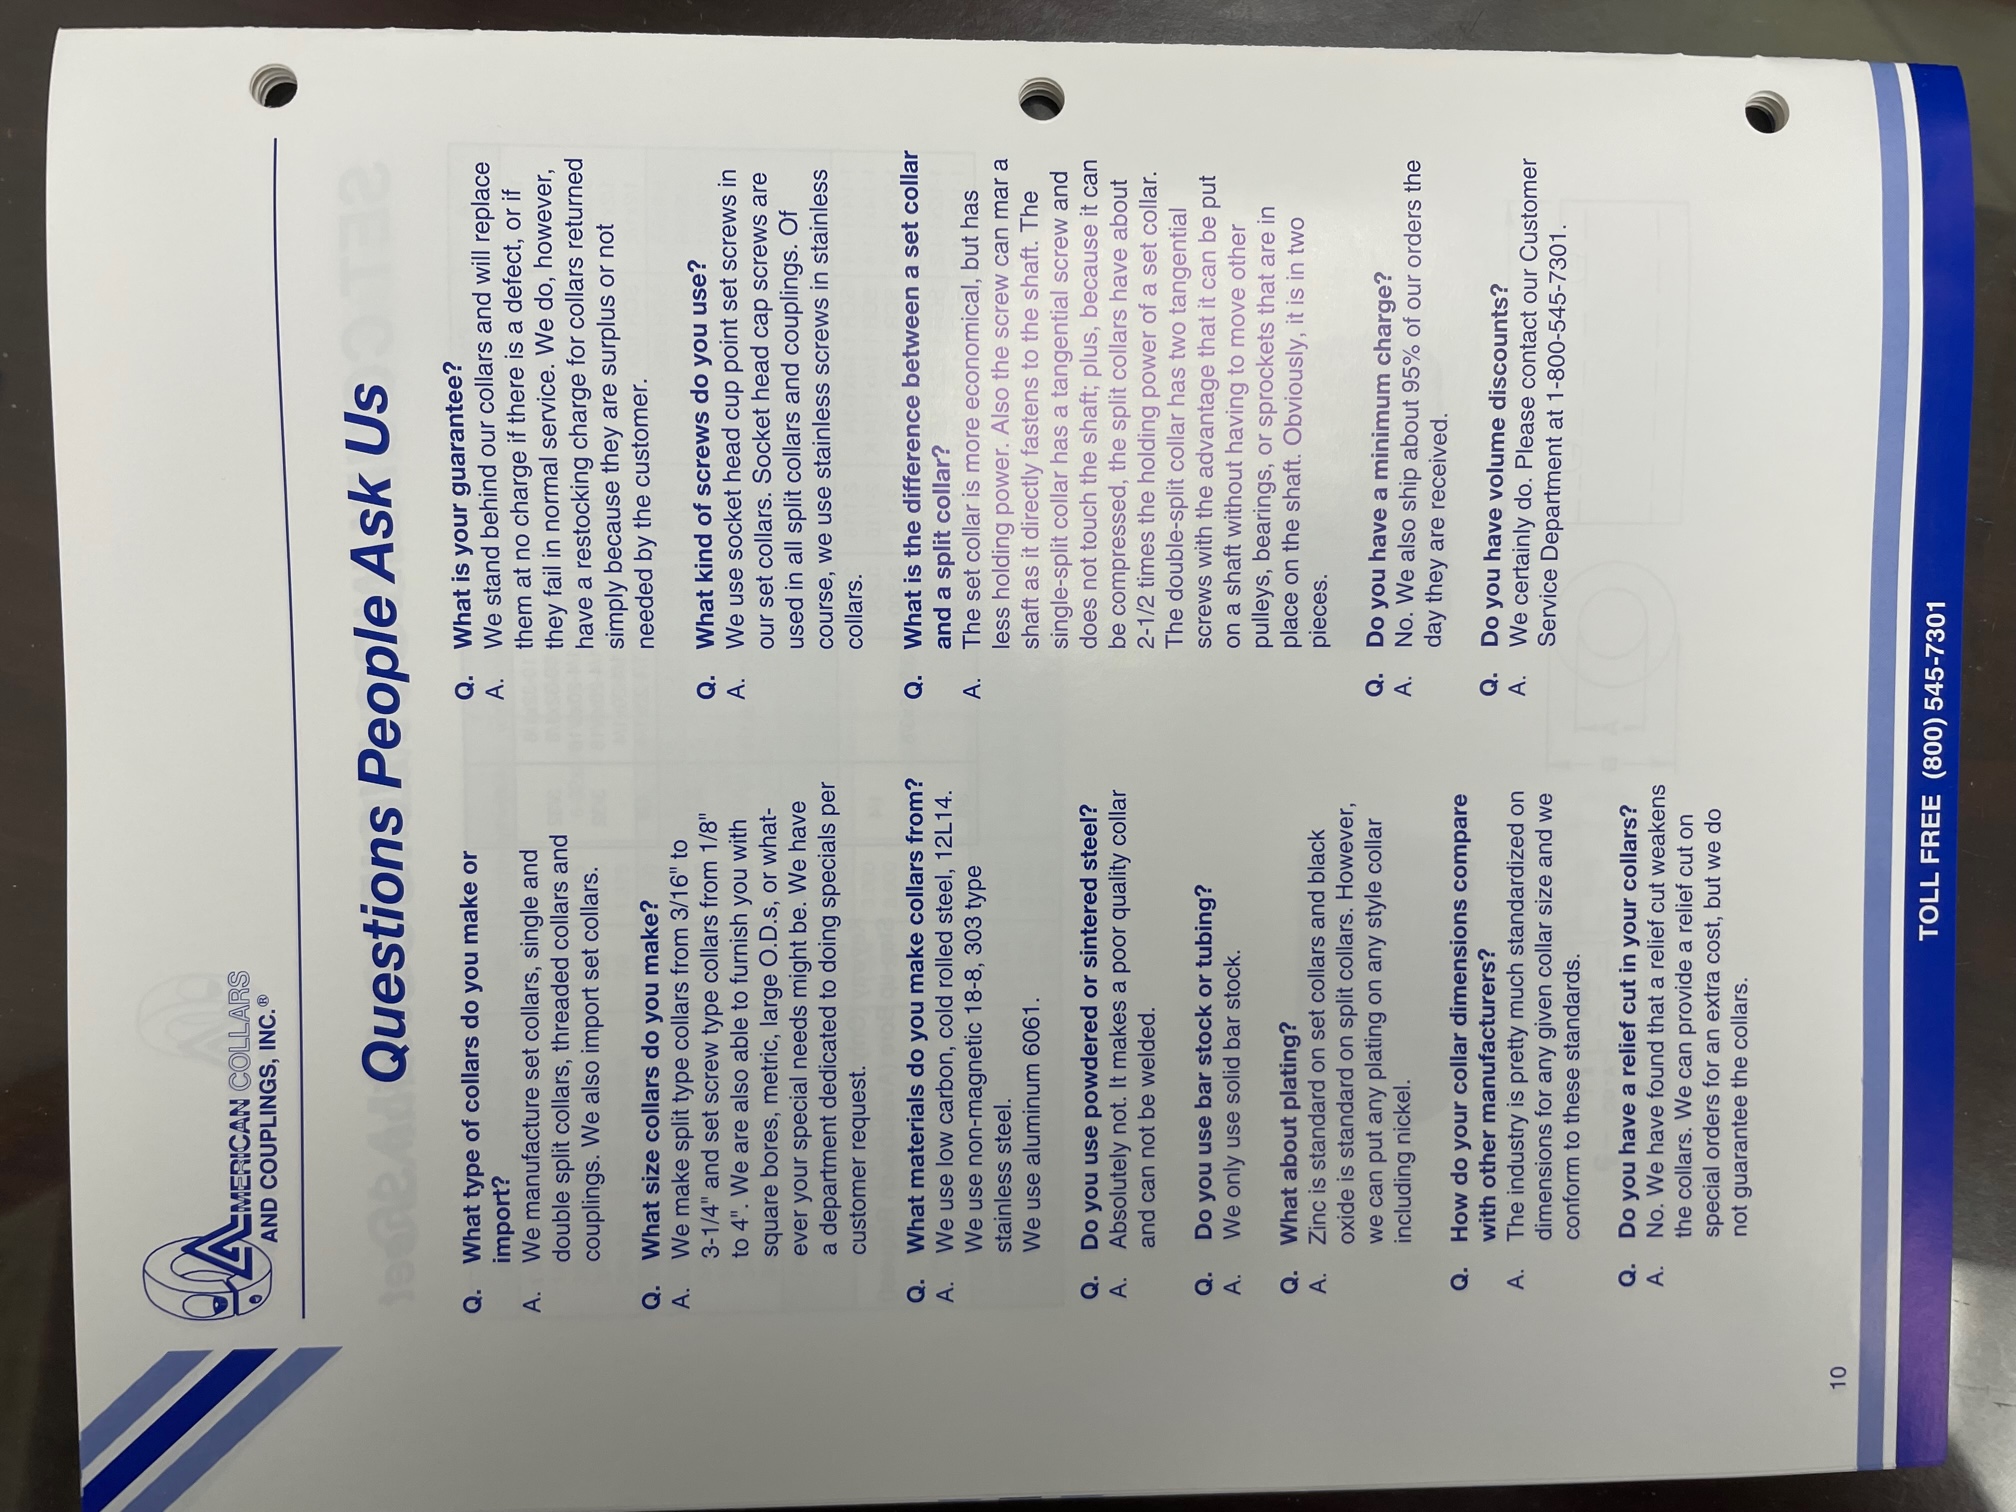 AMERICAN COLLARS
AND COUPLINGS, INC.®
Questions People Ask Us
Q. What type of collars do you make or
import?
A. We manufacture set collars, single and
double split collars, threaded collars and
couplings. We also import set collars.
Q. What size collars do you make?
A. We make split type collars from 3/16" to
3-1/4" and set screw type collars from 1/8"
to 4". We are also able to furnish you with
square bores, metric, large O.D.s, or what-
ever your special needs might be. We have
a department dedicated to doing specials per
customer request.
Q. What materials do you make collars from?
A. We use low carbon, cold rolled steel, 12L14.
We use non-magnetic 18-8, 303 type
stainless steel.
We use aluminum 6061.
Q. Do you use powdered or sintered steel?
A. Absolutely not. It makes a poor quality collar
and can not be welded.
Q. Do you use bar stock or tubing?
A. We only use solid bar stock.
Q. What about plating?
A. Zinc is standard on set collars and black
oxide is standard on split collars. However,
we can put any plating on any style collar
including nickel.
Q. How do your collar dimensions compare
with other manufacturers?
A. The industry is pretty much standardized on
dimensions for any given collar size and we
conform to these standards.
Q. Do you have a relief cut in your collars?
A. No. We have found that a relief cut weakens
the collars. We can provide a relief cut on
special orders for an extra cost, but we do
not guarantee the collars.
Q. What is your guarantee?
A. We stand behind our collars and will replace
them at no charge if there is a defect, or if
they fail in normal service. We do, however,
have a restocking charge for collars returned
simply because they are surplus or not
needed by the customer.
Q. What kind of screws do you use?
A. We use socket head cup point set screws in
our set collars. Socket head cap screws are
used in all split collars and couplings. Of
course, we use stainless screws in stainless
collars.
Q. What is the difference between a set collar
and a split collar?
A. The set collar is more economical, but has
less holding power. Also the screw can mar a
shaft as it directly fastens to the shaft. The
single-split collar has a tangential screw and
does not touch the shaft; plus, because it can
be compressed, the split collars have about
2-1/2 times the holding power of a set collar.
The double-split collar has two tangential
screws with the advantage that it can be put
on a shaft without having to move other
pulleys, bearings, or sprockets that are in
place on the shaft. Obviously, it is in two
pieces.
Q. Do you have a minimum charge?
A. No. We also ship about 95% of our orders the
day they are received.
Q. Do you have volume discounts?
A. We certainly do. Please contact our Customer
Service Department at 1-800-545-7301.
10
TOLL FREE (800) 545-7301